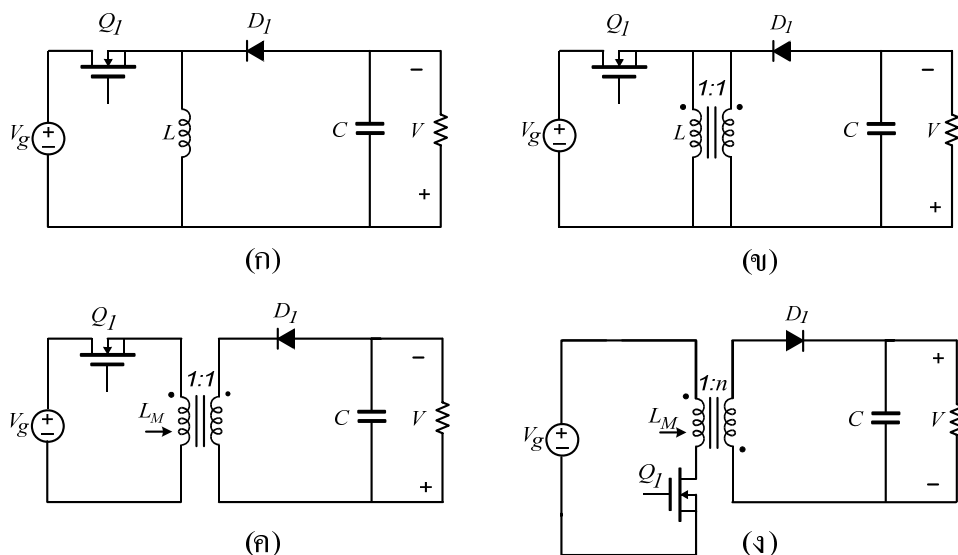 Q1
D1
Vg
+
−
L
C
−
V
+
(ก)
Q1
D1
1:1
Vg
+
−
L
C
−
V
+
(ข)
Q1
D1
1:1
Vg
+
−
LM
C
−
V
+
(ค)
D1
1:n
Vg
+
−
LM
Q1
C
+
V
−
(ง)